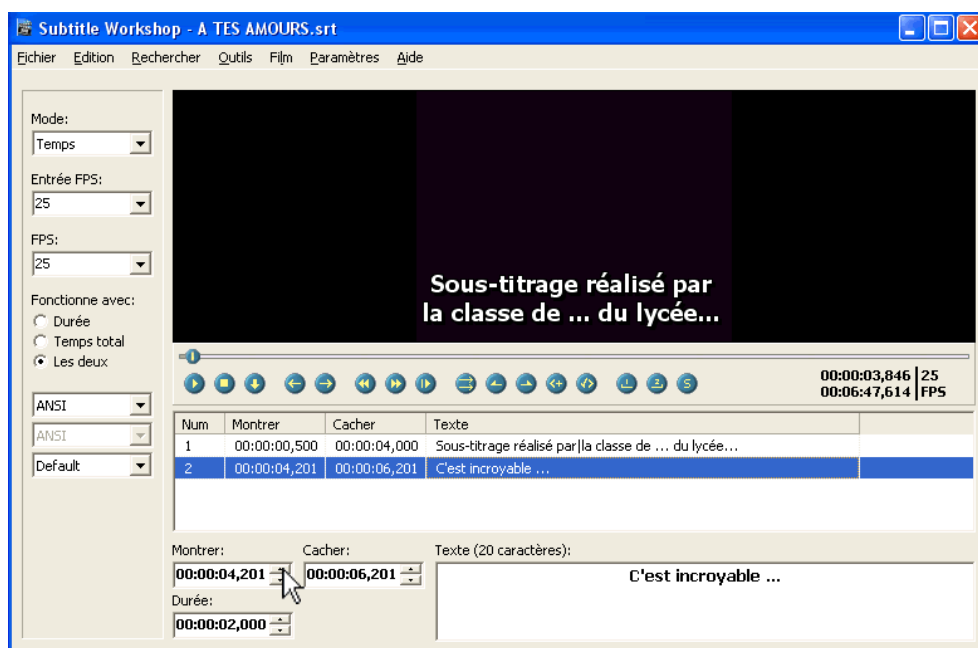 Subtitle Workshop - A TES AMOURS.srt
Fichier Edition Rechercher Outils Film Paramètres Aide
Mode:
Temps
Entrée FPS:
25
FPS:
25
Fonctionne avec:
Durée
Temps total
Les deux
ANSI
ANSI
Default
Sous-titrage réalisé par
la classe de ... du lycée...
00:00:03,846 25
00:06:47,614 FPS
Num Montrer Cacher Texte
1 00:00:00,500 00:00:04,000 Sous-titrage réalisé par|la classe de ... du lycée...
2 00:00:04,201 00:00:06,201 C'est incroyable ...
Montrer: Cacher: Texte (20 caractères):
00:00:04,201 00:00:06,201 C'est incroyable ...
Durée:
00:00:02,000